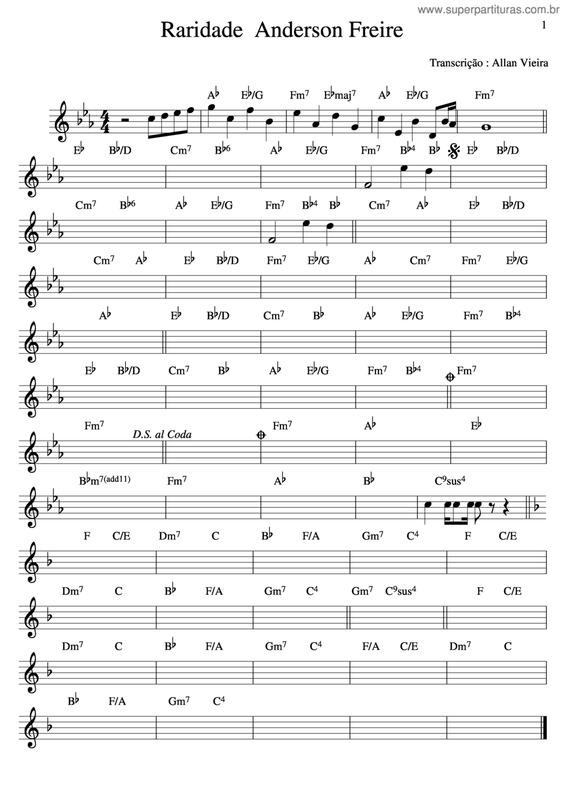 www.superpartituras.com.br
Raridade Anderson Freire
1
Transcrição : Allan Vieira
A♭ E♭/G Fm7 E♭maj7 A♭ E♭/G Fm7
4
4
E♭ B♭/D Cm7 B♭6 A♭ E♭/G Fm7 B♭4 B♭ E♭ B♭/D
Cm7 B♭6 A♭ E♭/G Fm7 B♭4 B♭ Cm7 A♭ E♭ B♭/D
Cm7 A♭ E♭ B♭/D Fm7 E♭/G A♭ Cm7 Fm7 E♭/G
A♭ E♭ B♭/D Cm7 B♭ A♭ E♭/G Fm7 B♭4
E♭ B♭/D Cm7 B♭ A♭ E♭/G Fm7 B♭4 Fm7
Fm7 D.S. al Coda Fm7 A♭ E♭
B♭m7(add11) Fm7 A♭ B♭ C9sus4
F C/E Dm7 C B♭ F/A Gm7 C4 F C/E
Dm7 C B♭ F/A Gm7 C4 Gm7 C9sus4 F C/E
Dm7 C B♭ F/A Gm7 C4 F/A C/E Dm7 C
B♭ F/A Gm7 C4